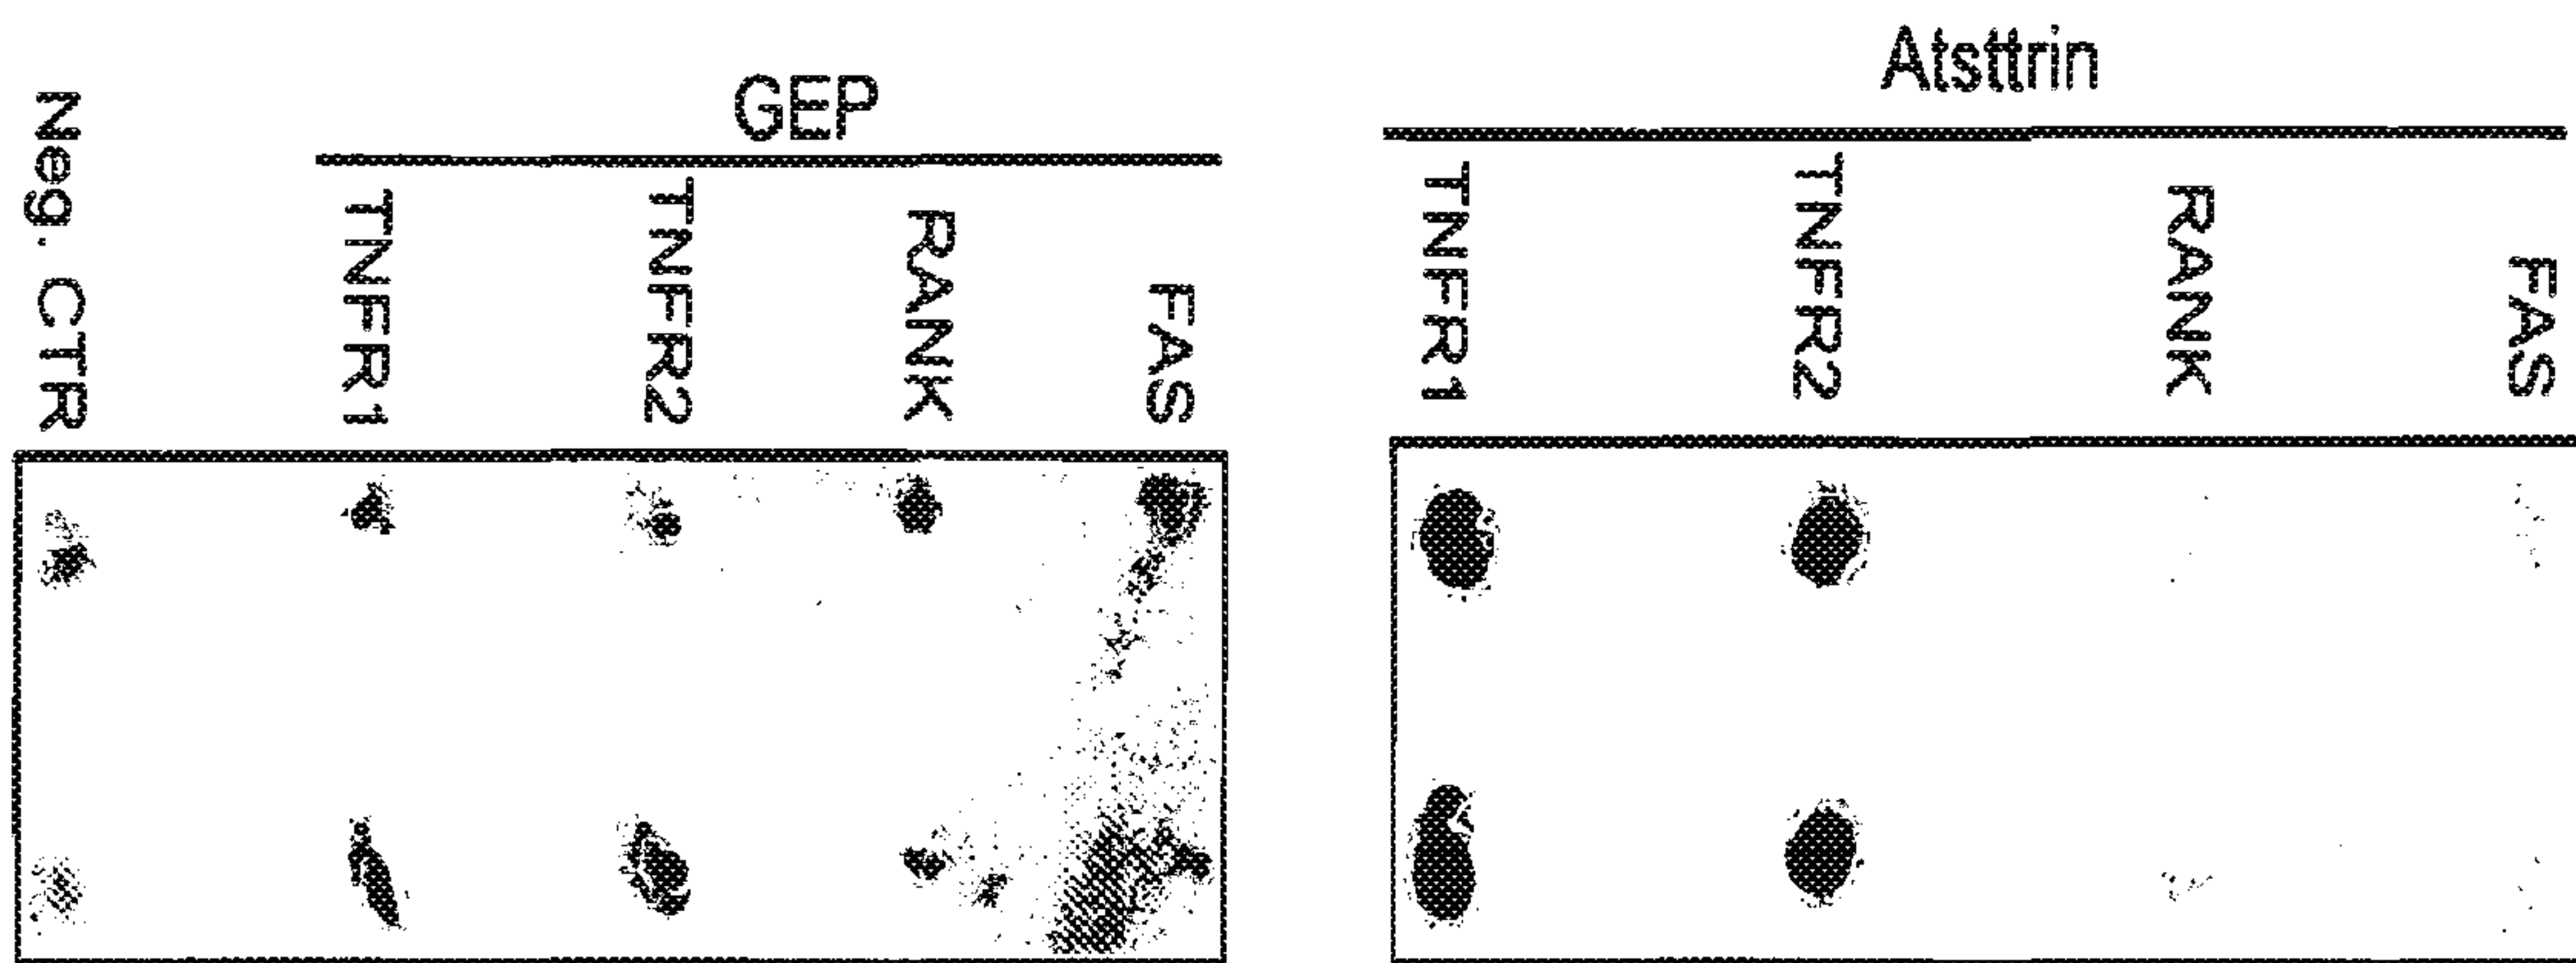 GEP
Atsttrin
Neg. CTR
TNFR1
TNFR2
RANK
FAS
TNFR1
TNFR2
RANK
FAS